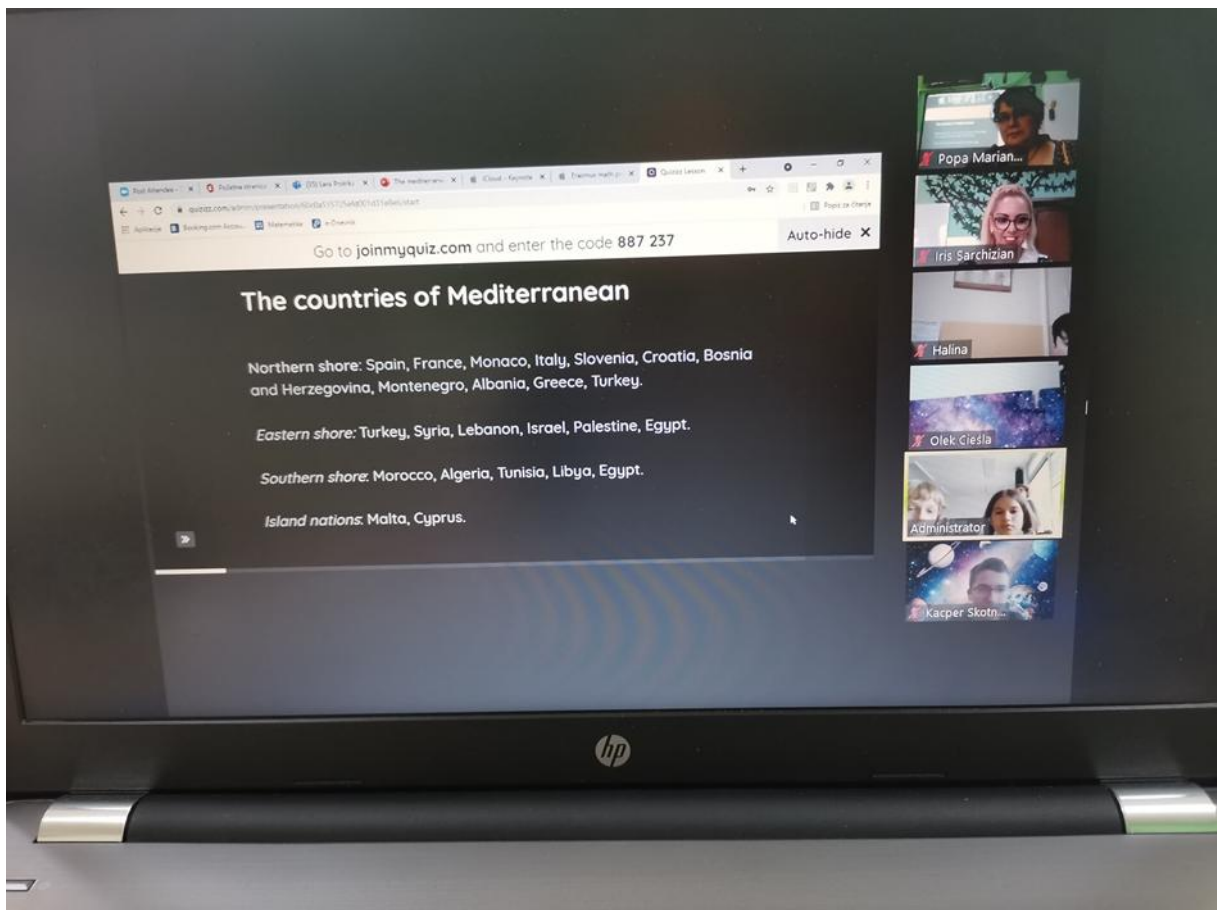 Quizizz Lesson
Go to joinmyquiz.com and enter the code 887 237
Auto-hide X
The countries of Mediterranean
Northern shore: Spain, France, Monaco, Italy, Slovenia, Croatia, Bosnia
and Herzegovina, Montenegro, Albania, Greece, Turkey.
Eastern shore: Turkey, Syria, Lebanon, Israel, Palestine, Egypt.
Southern shore: Morocco, Algeria, Tunisia, Libya, Egypt.
Island nations: Malta, Cyprus.
Popa Marian...
Iris Sarchizian
Halina
Olek Cieśla
Administrator
Kacper Skotn...
hp